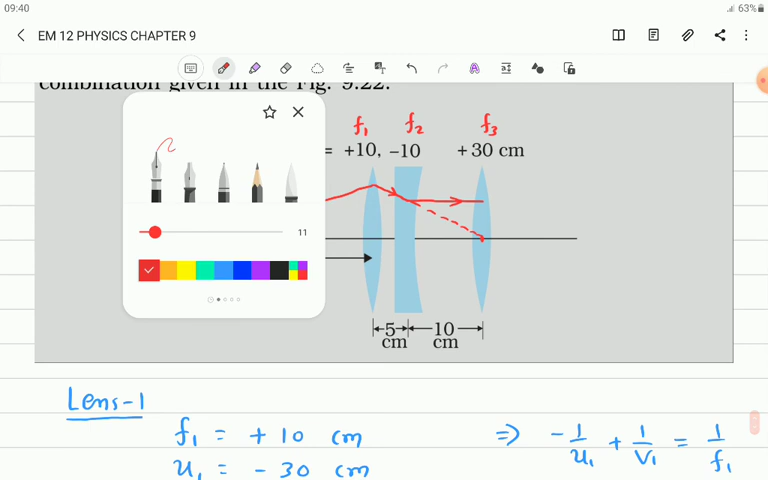 09:40
63%
EM 12 PHYSICS CHAPTER 9
combination given in the Fig. 9.22.
f₁ f₂ f₃
= +10, −10 +30 cm
11
5 cm
10 cm
Lens-1
f₁ = + 10 cm ⇒ -1/u₁ + 1/v₁ = 1/f₁
u₁ = - 30 cm